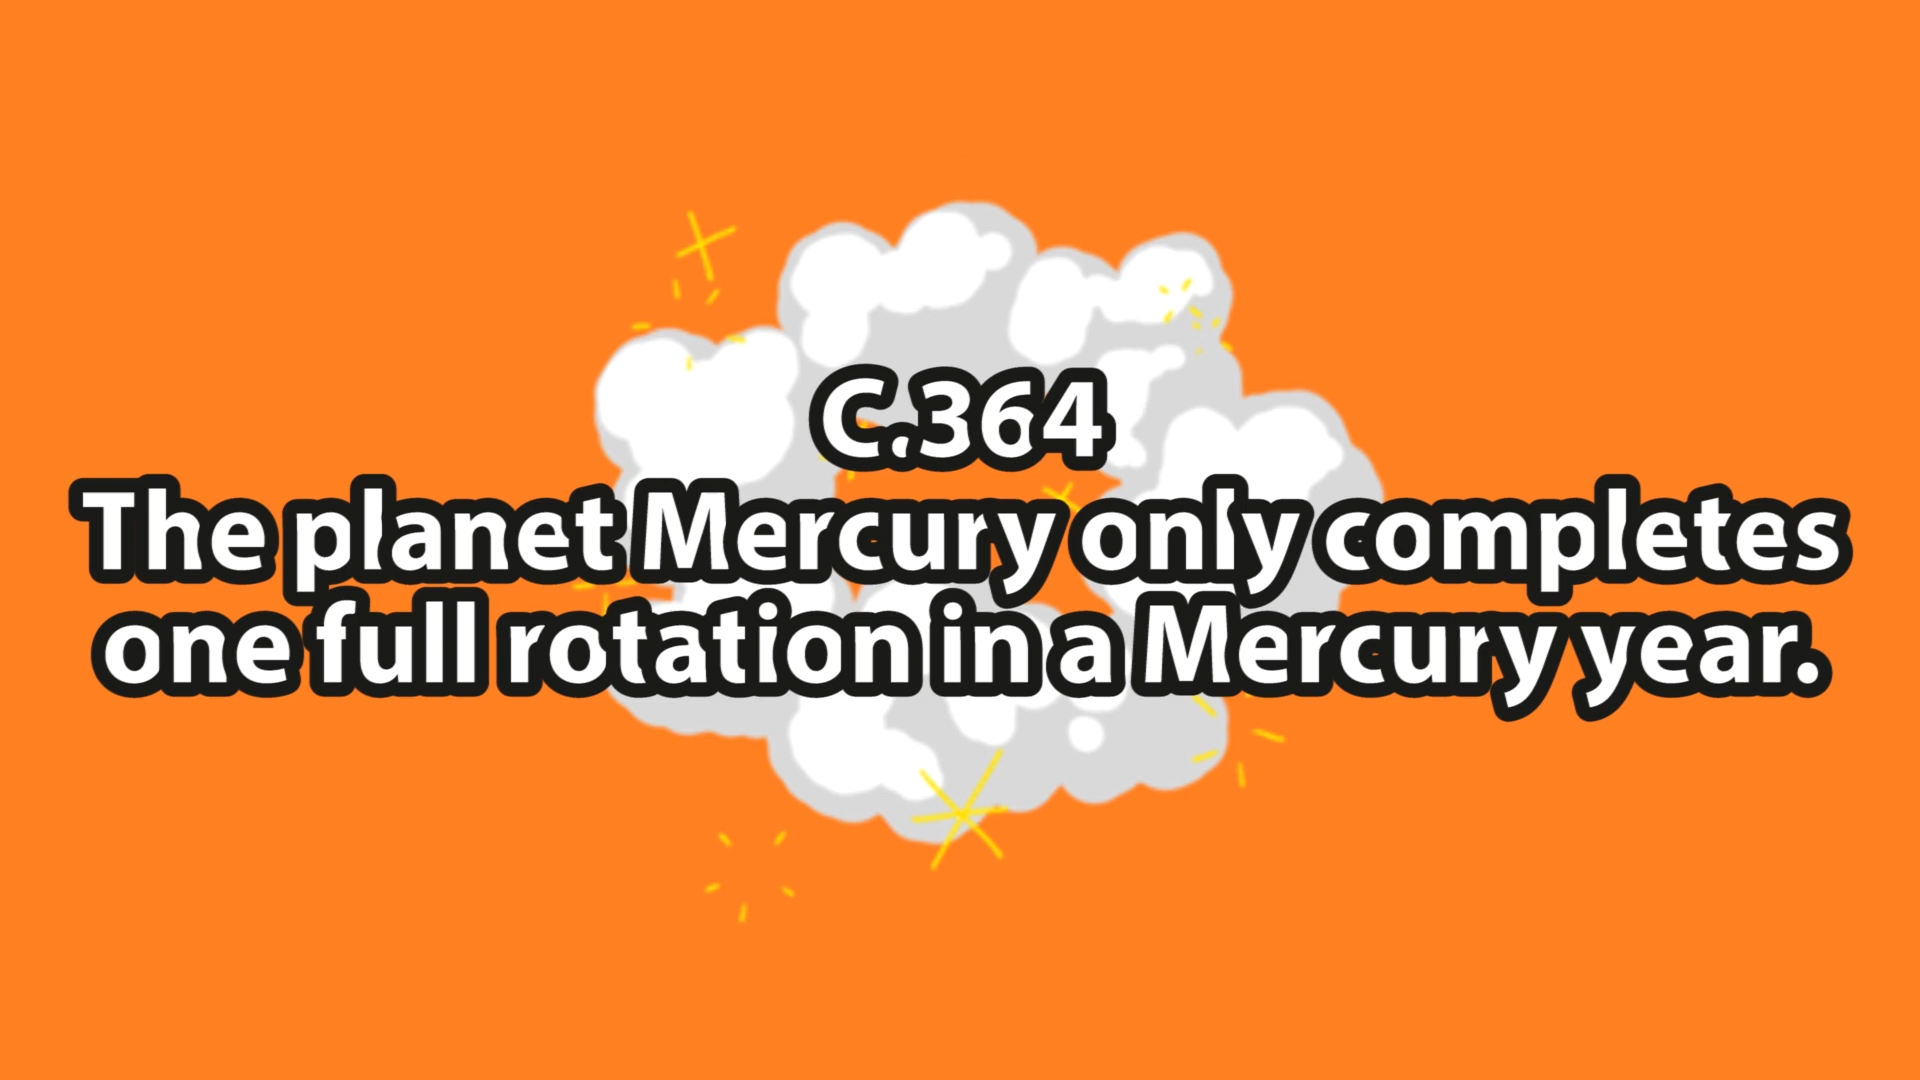 C.364
The planet Mercury only completes
one full rotation in a Mercury year.